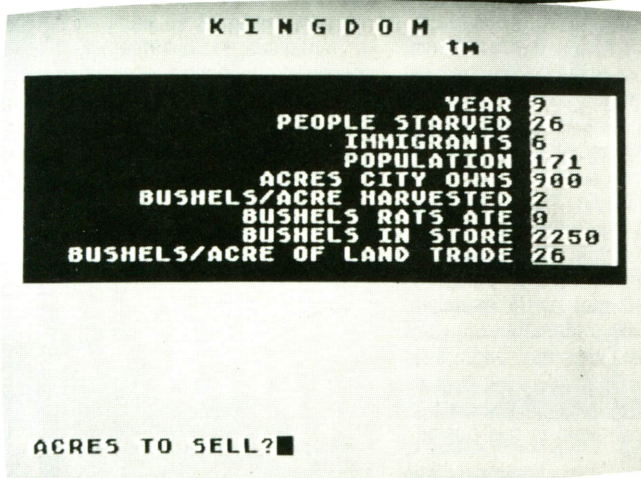 KINGDOM
tm
YEAR 9
PEOPLE STARVED 26
IMMIGRANTS 6
POPULATION 171
ACRES CITY OWNS 900
BUSHELS/ACRE HARVESTED 2
BUSHELS RATS ATE 0
BUSHELS IN STORE 2250
BUSHELS/ACRE OF LAND TRADE 26
ACRES TO SELL?